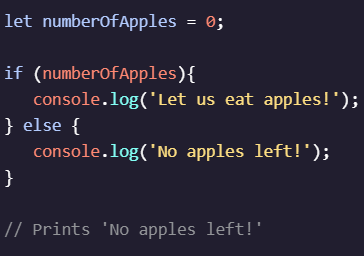 let numberOfApples = 0;

if (numberOfApples){
   console.log('Let us eat apples!');
} else {
   console.log('No apples left!');
}

// Prints 'No apples left!'